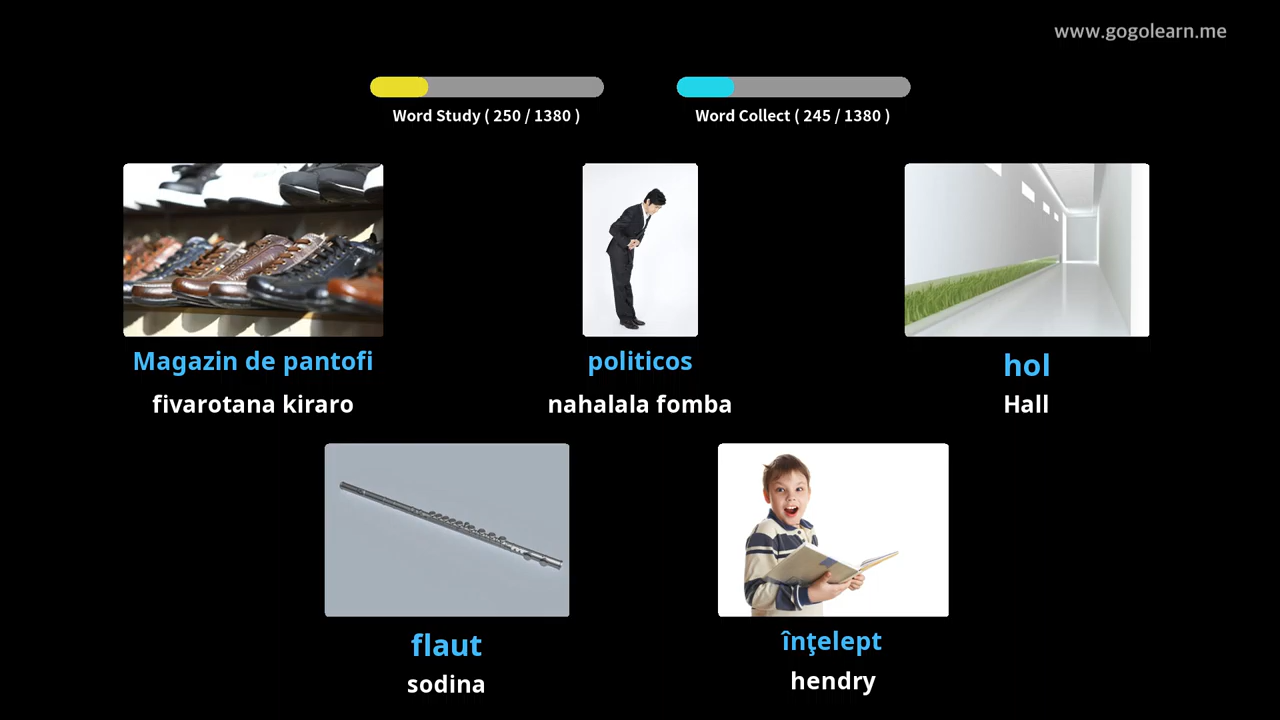 www.gogolearn.me
Word Study ( 250 / 1380 )
Word Collect ( 245 / 1380 )
Magazin de pantofi
fivarotana kiraro
politicos
nahalala fomba
hol
Hall
flaut
sodina
înţelept
hendry